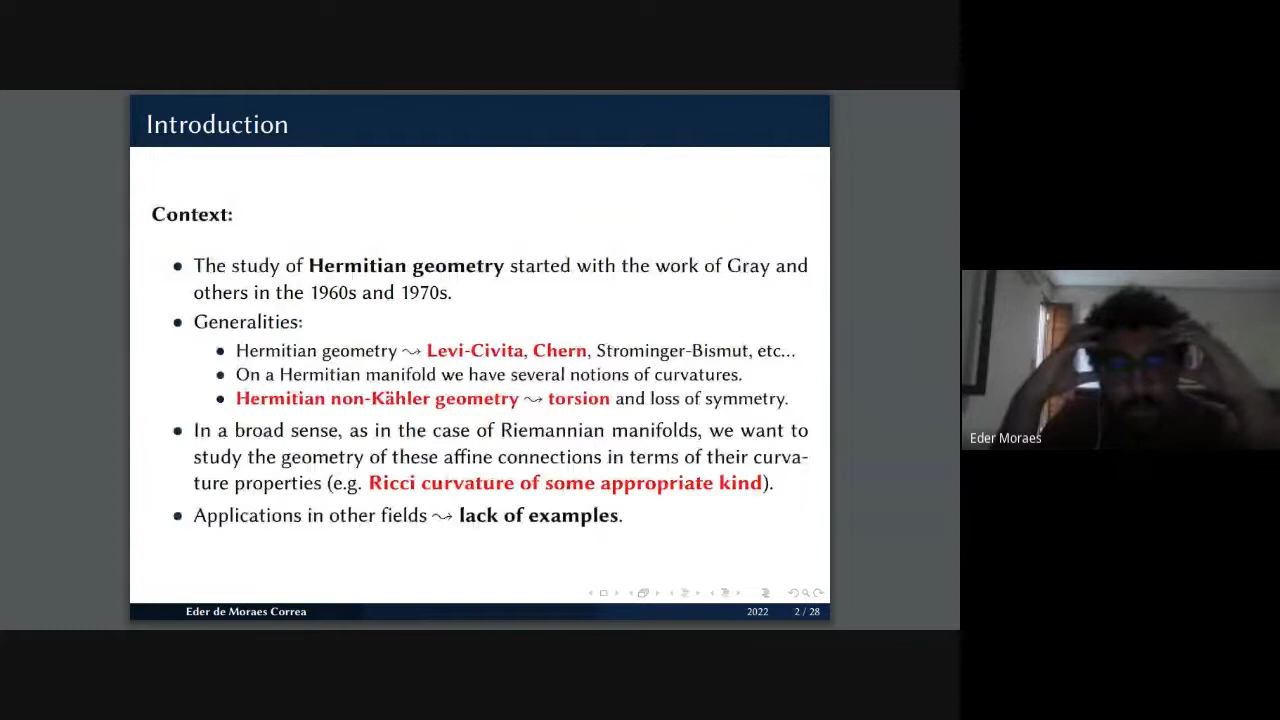 Introduction
Context:
• The study of Hermitian geometry started with the work of Gray and
others in the 1960s and 1970s.
• Generalities:
• Hermitian geometry ⤳ Levi-Civita, Chern, Strominger-Bismut, etc...
• On a Hermitian manifold we have several notions of curvatures.
• Hermitian non-Kähler geometry ⤳ torsion and loss of symmetry.
• In a broad sense, as in the case of Riemannian manifolds, we want to
study the geometry of these affine connections in terms of their curva-
ture properties (e.g. Ricci curvature of some appropriate kind).
• Applications in other fields ⤳ lack of examples.
Eder de Moraes Correa 2022 2 / 28
Eder Moraes